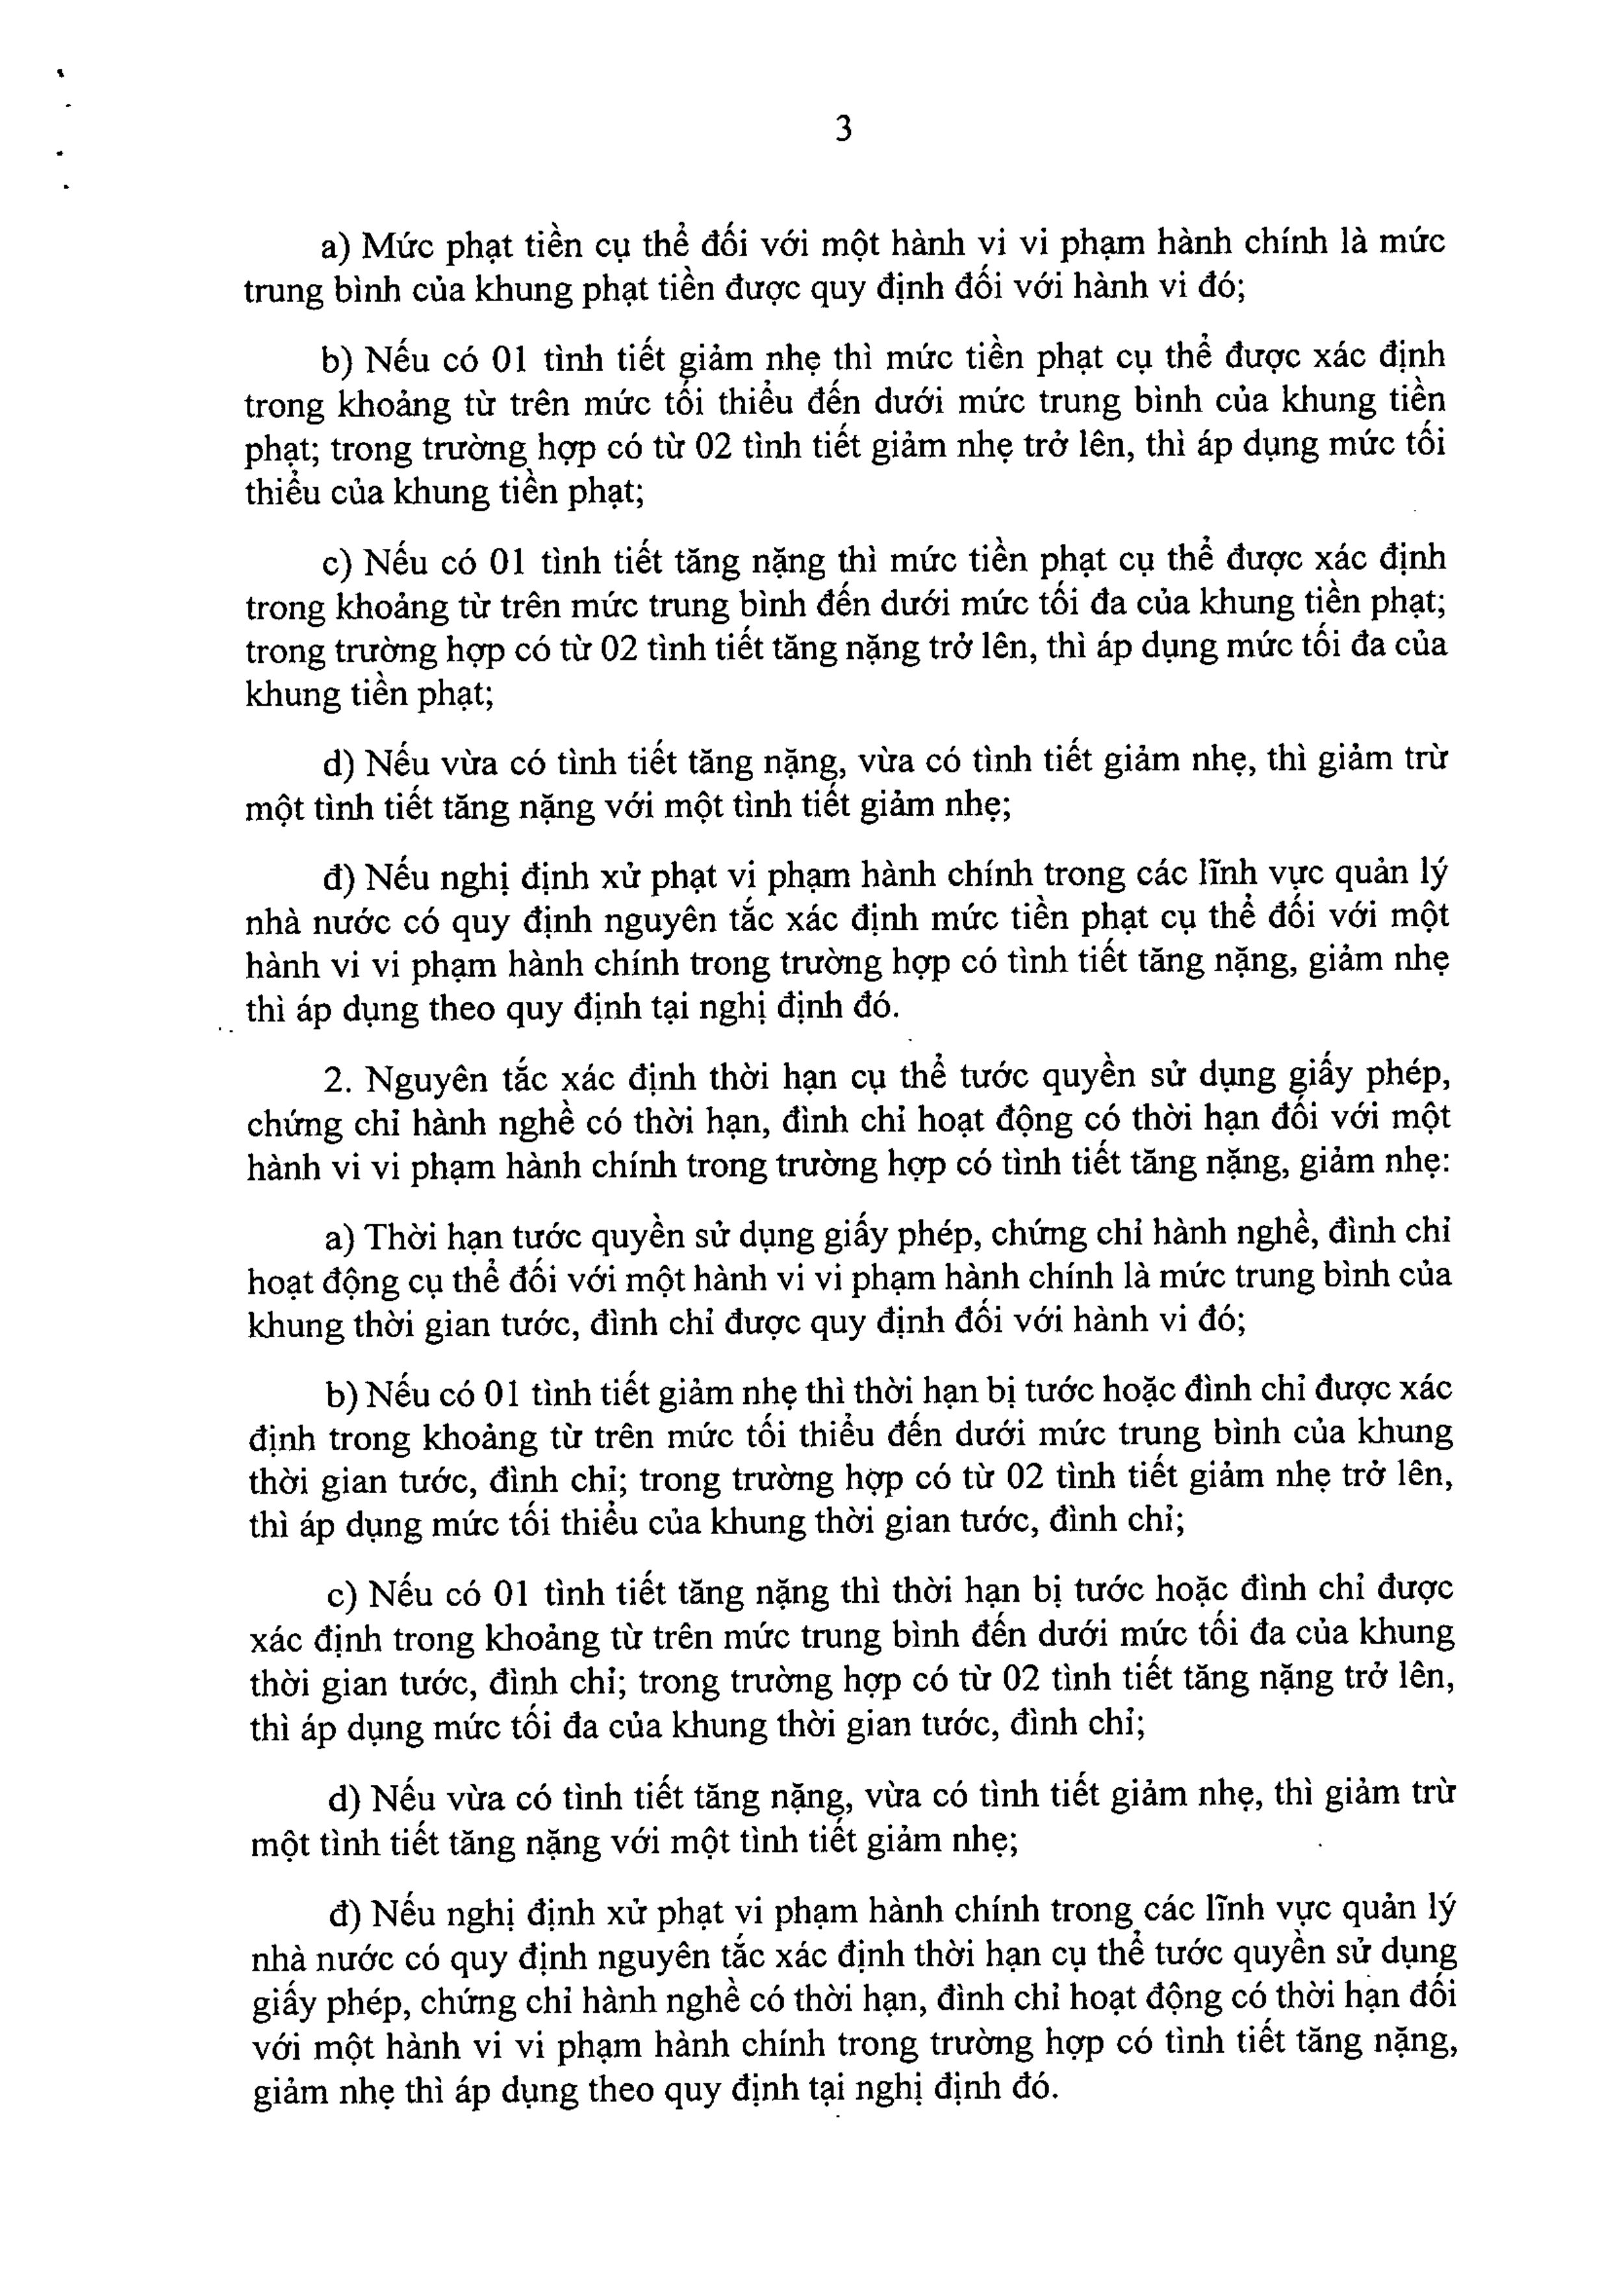 3
a) Mức phạt tiền cụ thể đối với một hành vi vi phạm hành chính là mức
trung bình của khung phạt tiền được quy định đối với hành vi đó;
b) Nếu có 01 tình tiết giảm nhẹ thì mức tiền phạt cụ thể được xác định
trong khoảng từ trên mức tối thiểu đến dưới mức trung bình của khung tiền
phạt; trong trường hợp có từ 02 tình tiết giảm nhẹ trở lên, thì áp dụng mức tối
thiểu của khung tiền phạt;
c) Nếu có 01 tình tiết tăng nặng thì mức tiền phạt cụ thể được xác định
trong khoảng từ trên mức trung bình đến dưới mức tối đa của khung tiền phạt;
trong trường hợp có từ 02 tình tiết tăng nặng trở lên, thì áp dụng mức tối đa của
khung tiền phạt;
d) Nếu vừa có tình tiết tăng nặng, vừa có tình tiết giảm nhẹ, thì giảm trừ
một tình tiết tăng nặng với một tình tiết giảm nhẹ;
đ) Nếu nghị định xử phạt vi phạm hành chính trong các lĩnh vực quản lý
nhà nước có quy định nguyên tắc xác định mức tiền phạt cụ thể đối với một
hành vi vi phạm hành chính trong trường hợp có tình tiết tăng nặng, giảm nhẹ
thì áp dụng theo quy định tại nghị định đó.
2. Nguyên tắc xác định thời hạn cụ thể tước quyền sử dụng giấy phép,
chứng chỉ hành nghề có thời hạn, đình chỉ hoạt động có thời hạn đối với một
hành vi vi phạm hành chính trong trường hợp có tình tiết tăng nặng, giảm nhẹ:
a) Thời hạn tước quyền sử dụng giấy phép, chứng chỉ hành nghề, đình chỉ
hoạt động cụ thể đối với một hành vi vi phạm hành chính là mức trung bình của
khung thời gian tước, đình chỉ được quy định đối với hành vi đó;
b) Nếu có 01 tình tiết giảm nhẹ thì thời hạn bị tước hoặc đình chỉ được xác
định trong khoảng từ trên mức tối thiểu đến dưới mức trung bình của khung
thời gian tước, đình chỉ; trong trường hợp có từ 02 tình tiết giảm nhẹ trở lên,
thì áp dụng mức tối thiểu của khung thời gian tước, đình chỉ;
c) Nếu có 01 tình tiết tăng nặng thì thời hạn bị tước hoặc đình chỉ được
xác định trong khoảng từ trên mức trung bình đến dưới mức tối đa của khung
thời gian tước, đình chỉ; trong trường hợp có từ 02 tình tiết tăng nặng trở lên,
thì áp dụng mức tối đa của khung thời gian tước, đình chỉ;
d) Nếu vừa có tình tiết tăng nặng, vừa có tình tiết giảm nhẹ, thì giảm trừ
một tình tiết tăng nặng với một tình tiết giảm nhẹ;
đ) Nếu nghị định xử phạt vi phạm hành chính trong các lĩnh vực quản lý
nhà nước có quy định nguyên tắc xác định thời hạn cụ thể tước quyền sử dụng
giấy phép, chứng chỉ hành nghề có thời hạn, đình chỉ hoạt động có thời hạn đối
với một hành vi vi phạm hành chính trong trường hợp có tình tiết tăng nặng,
giảm nhẹ thì áp dụng theo quy định tại nghị định đó.